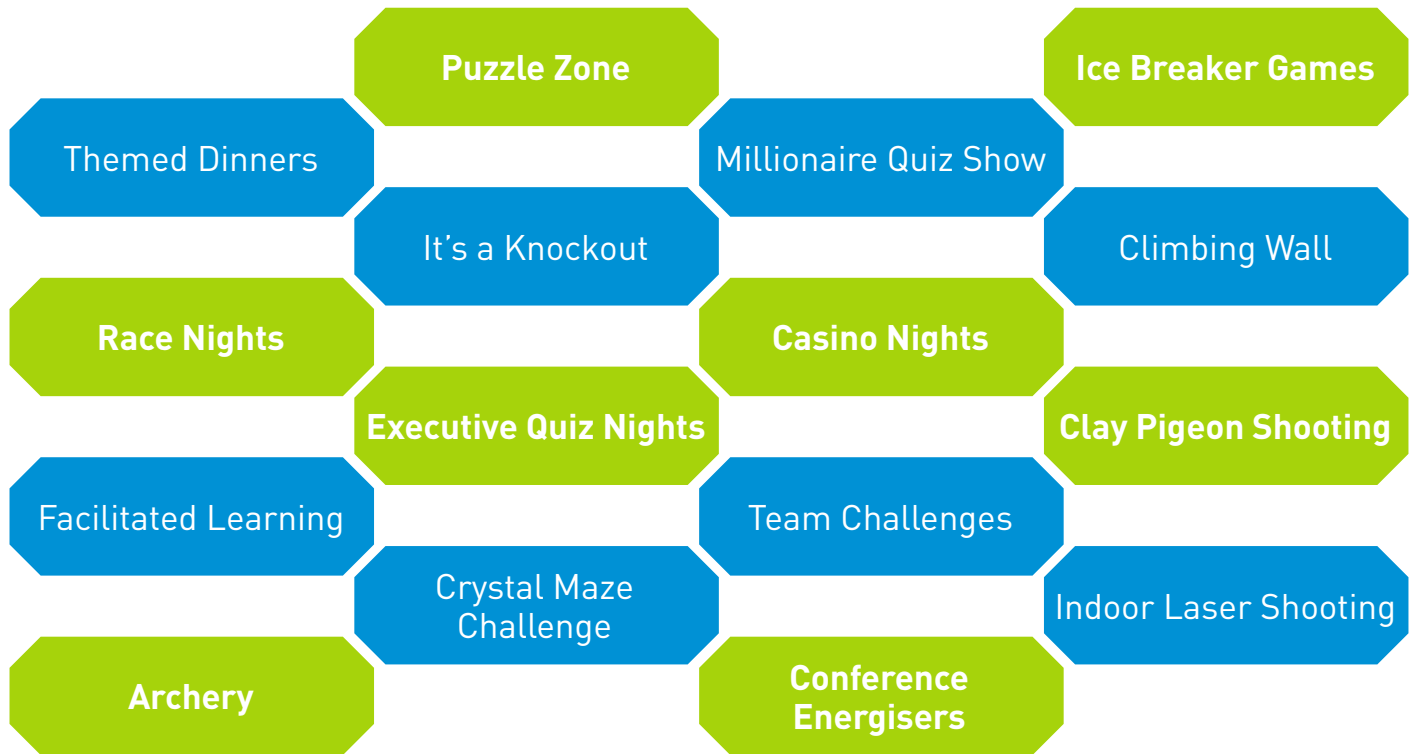 Puzzle Zone
Ice Breaker Games
Themed Dinners
Millionaire Quiz Show
It’s a Knockout
Climbing Wall
Race Nights
Casino Nights
Executive Quiz Nights
Clay Pigeon Shooting
Facilitated Learning
Team Challenges
Crystal Maze
Challenge
Indoor Laser Shooting
Archery
Conference
Energisers